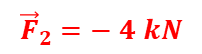 F⃗₂ = − 4 kN